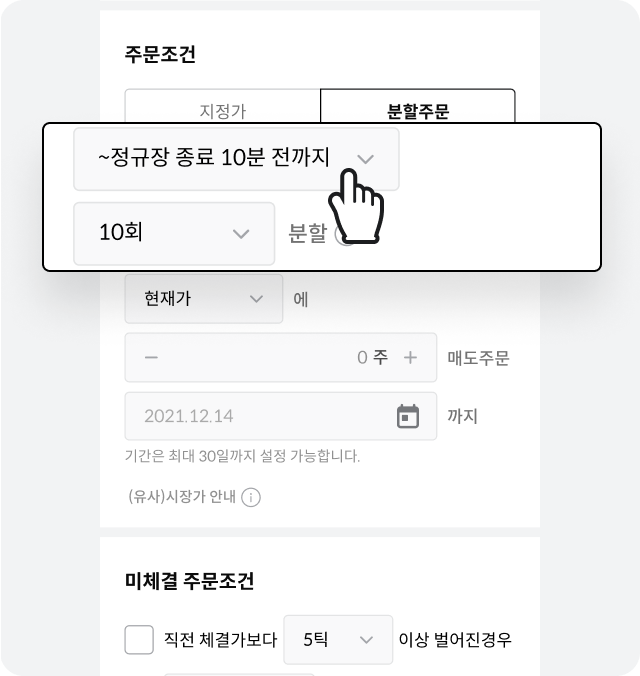 주문조건
지정가 분할주문
~정규장 종료 10분 전까지
10회 분할
현재가 에
0 주 매도주문
2021.12.14 까지
기간은 최대 30일까지 설정 가능합니다.
(유사)시장가 안내
미체결 주문조건
직전 체결가보다 5틱 이상 벌어진경우